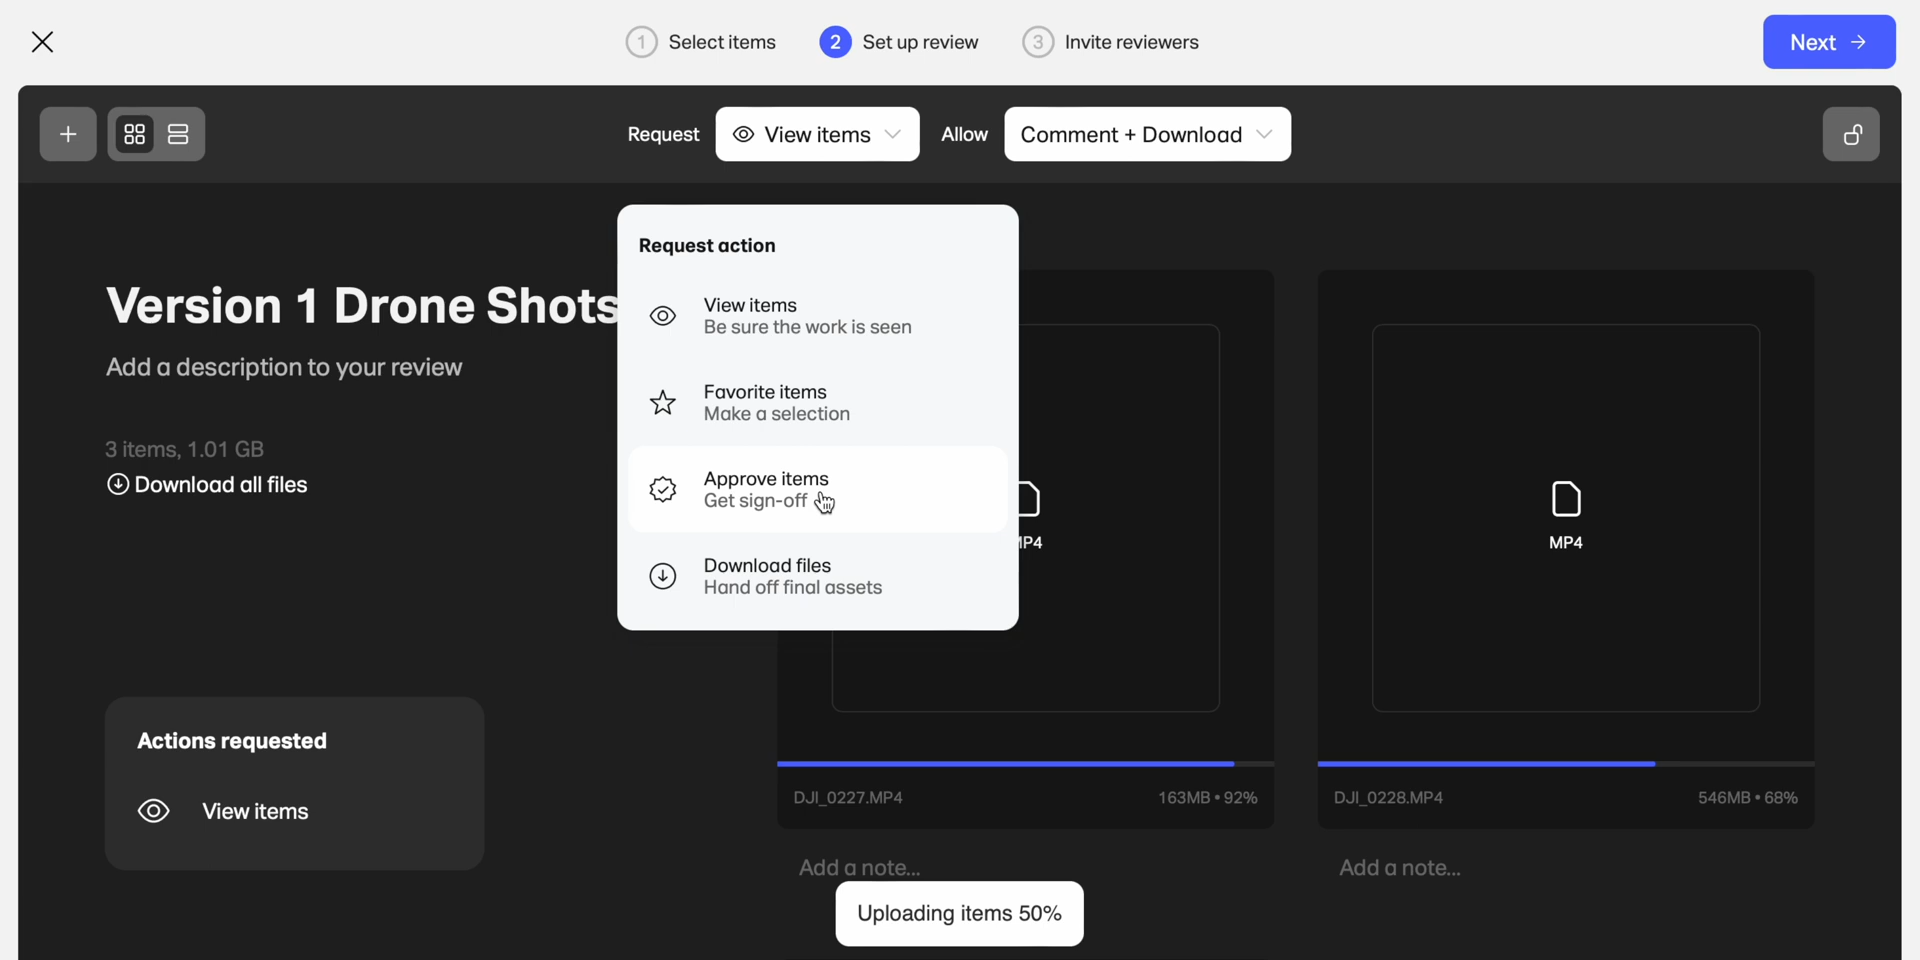 1 Select items
2 Set up review
3 Invite reviewers
Next
Request
View items
Allow
Comment + Download
Request action
View items
Be sure the work is seen
Favorite items
Make a selection
Approve items
Get sign-off
Download files
Hand off final assets
Version 1 Drone Shots
Add a description to your review
3 items, 1.01 GB
Download all files
Actions requested
View items
MP4
DJI_0227.MP4 163MB • 92%
Add a note...
MP4
DJI_0228.MP4 546MB • 68%
Add a note...
Uploading items 50%